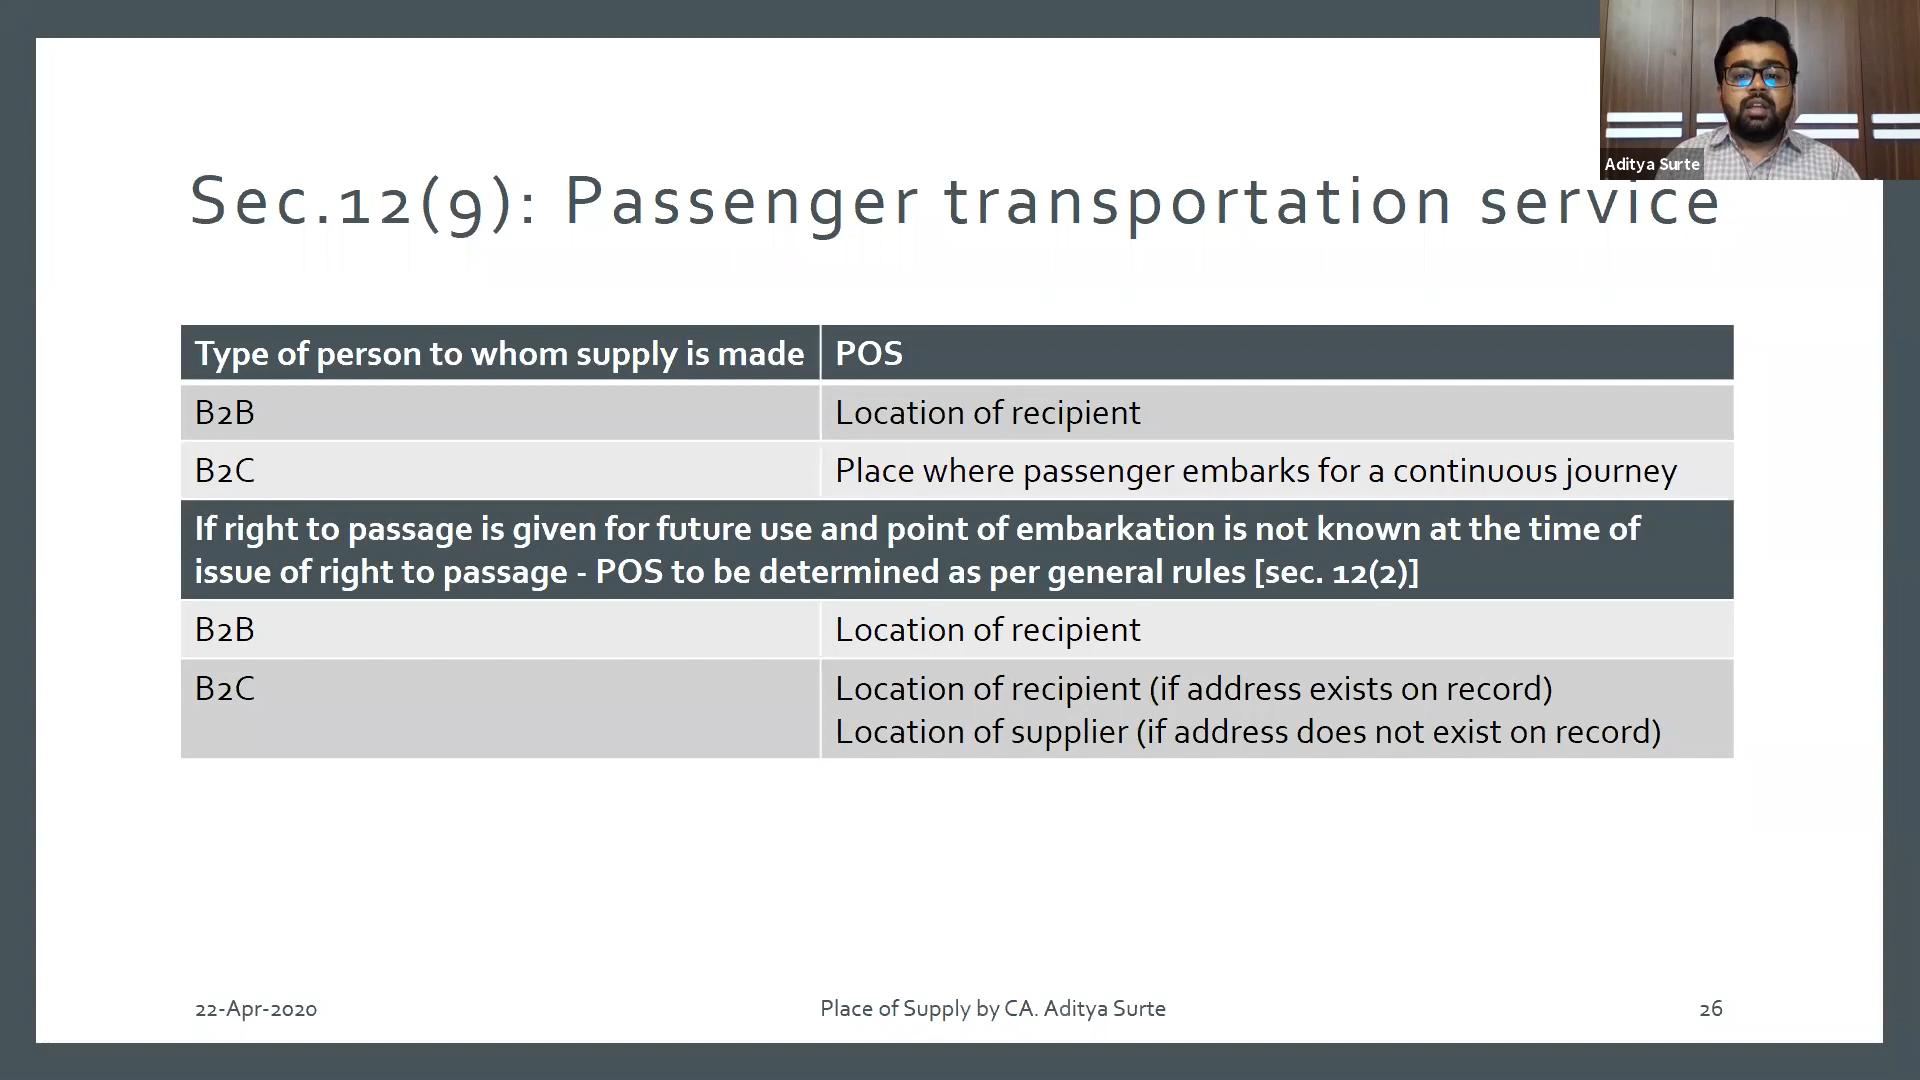 Aditya Surte
Sec.12(9): Passenger transportation service
Type of person to whom supply is made POS
B2B Location of recipient
B2C Place where passenger embarks for a continuous journey
If right to passage is given for future use and point of embarkation is not known at the time of
issue of right to passage - POS to be determined as per general rules [sec. 12(2)]
B2B Location of recipient
B2C Location of recipient (if address exists on record)
Location of supplier (if address does not exist on record)
22-Apr-2020 Place of Supply by CA. Aditya Surte 26